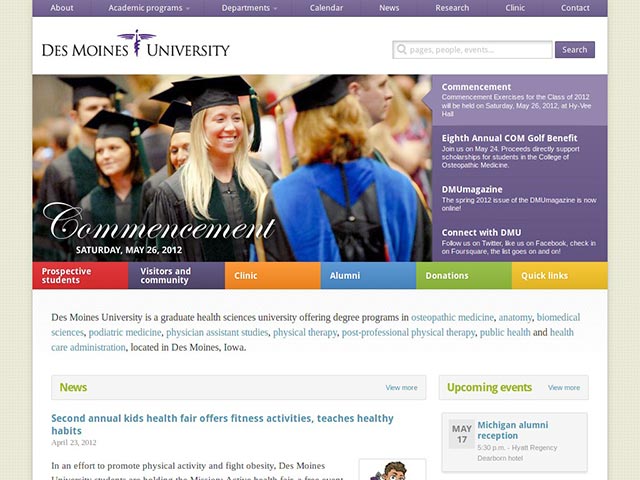 About
Academic programs
Departments
Calendar
News
Research
Clinic
Contact
DES MOINES UNIVERSITY
pages, people, events...
Search
Commencement
Commencement Exercises for the Class of 2012
will be held on Saturday, May 26, 2012, at Hy-Vee
Hall
Eighth Annual COM Golf Benefit
Join us on May 24. Proceeds directly support
scholarships for students in the College of
Osteopathic Medicine.
DMUmagazine
The spring 2012 issue of the DMUmagazine is now
online!
Connect with DMU
Follow us on Twitter, like us on Facebook, check in
on Foursquare, the list goes on and on!
Commencement
SATURDAY, MAY 26, 2012
Prospective
students
Visitors and
community
Clinic
Alumni
Donations
Quick links
Des Moines University is a graduate health sciences university offering degree programs in osteopathic medicine, anatomy, biomedical
sciences, podiatric medicine, physician assistant studies, physical therapy, post-professional physical therapy, public health and health
care administration, located in Des Moines, Iowa.
News
View more
Upcoming events
View more
Second annual kids health fair offers fitness activities, teaches healthy
habits
April 23, 2012
In an effort to promote physical activity and fight obesity, Des Moines
University students are holding the Mission: Active health fair, a free event
MAY
17
Michigan alumni
reception
5:30 p.m. - Hyatt Regency
Dearborn hotel